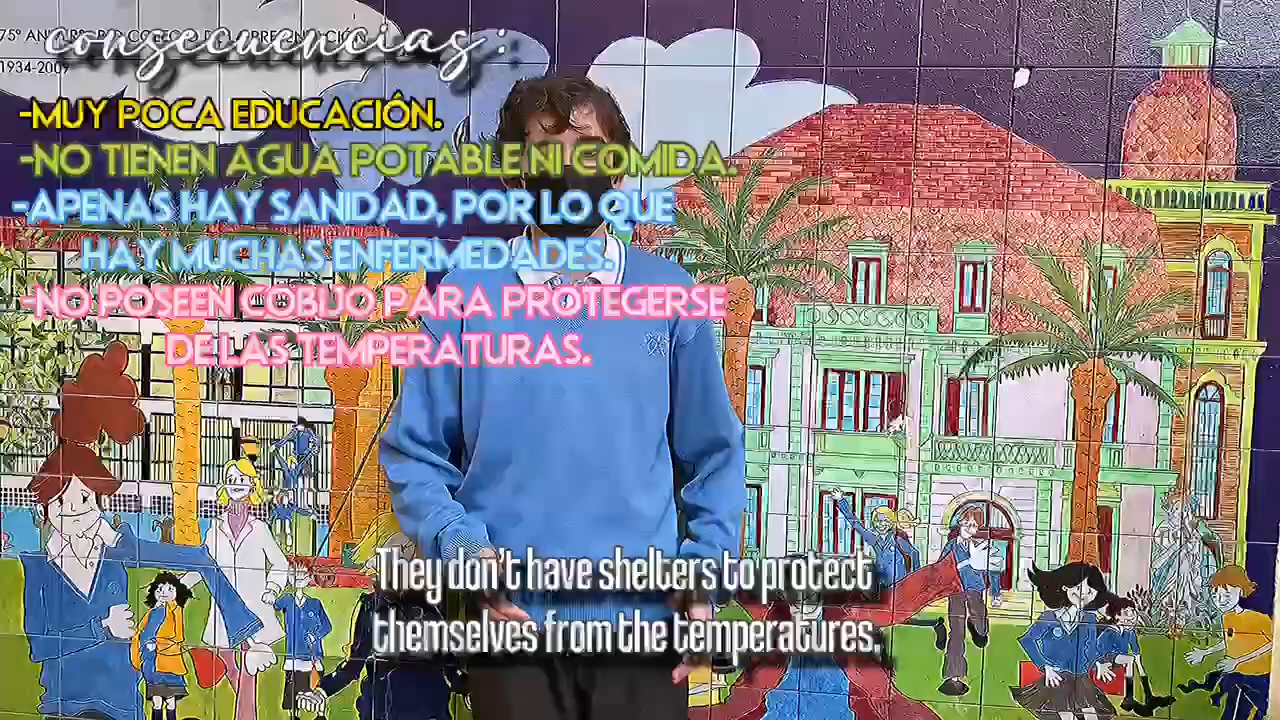 75º
consecuencias:
1934-2009
-MUY POCA EDUCACIÓN.
-NO TIENEN AGUA POTABLE NI COMIDA.
-APENAS HAY SANIDAD, POR LO QUE
HAY MUCHAS ENFERMEDADES.
-NO POSEEN COBIJO PARA PROTEGERSE
DE LAS TEMPERATURAS.
They don't have shelters to protect
themselves from the temperatures.